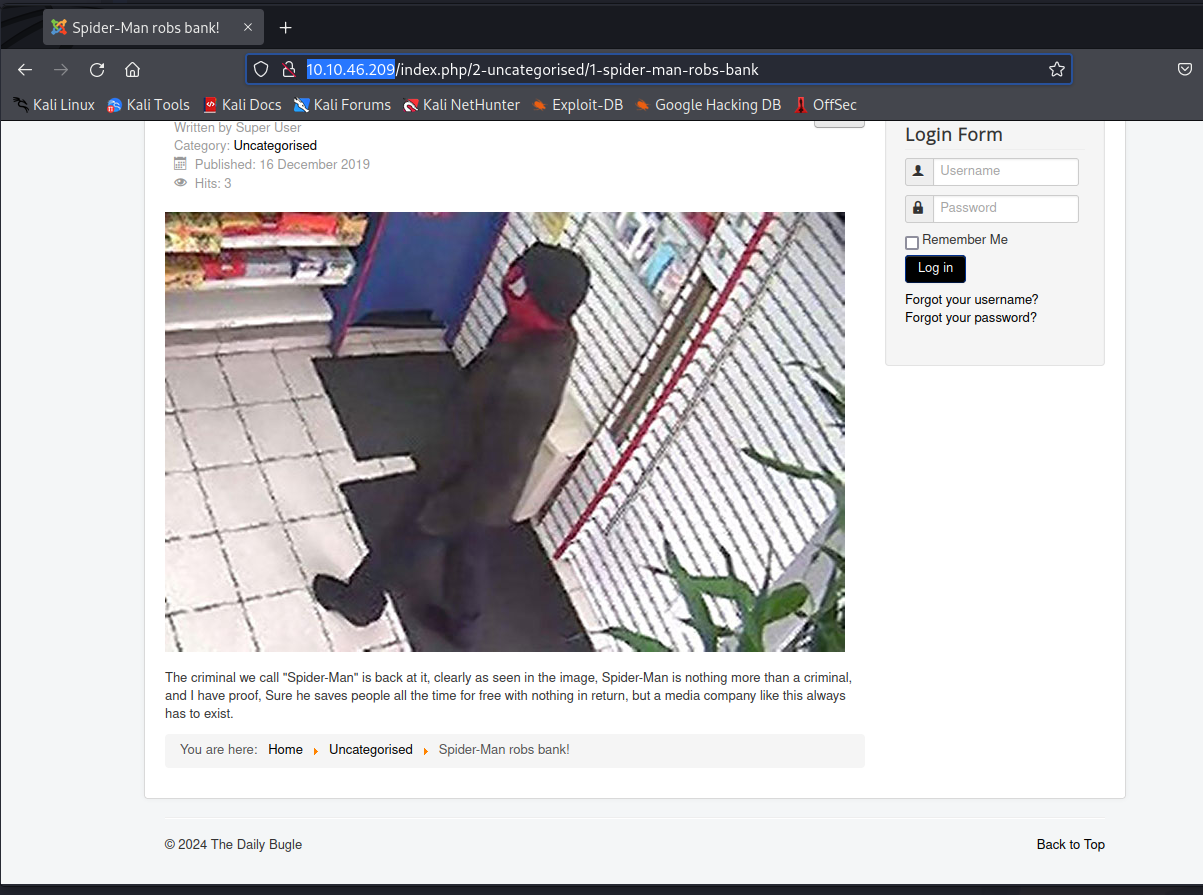 Spider-Man robs bank!
10.10.46.209/index.php/2-uncategorised/1-spider-man-robs-bank
Kali Linux Kali Tools Kali Docs Kali Forums Kali NetHunter Exploit-DB Google Hacking DB OffSec
Written by Super User
Category: Uncategorised
Published: 16 December 2019
Hits: 3
Login Form
Username
Password
Remember Me
Log in
Forgot your username?
Forgot your password?
The criminal we call "Spider-Man" is back at it, clearly as seen in the image, Spider-Man is nothing more than a criminal,
and I have proof, Sure he saves people all the time for free with nothing in return, but a media company like this always
has to exist.
You are here: Home Uncategorised Spider-Man robs bank!
© 2024 The Daily Bugle
Back to Top